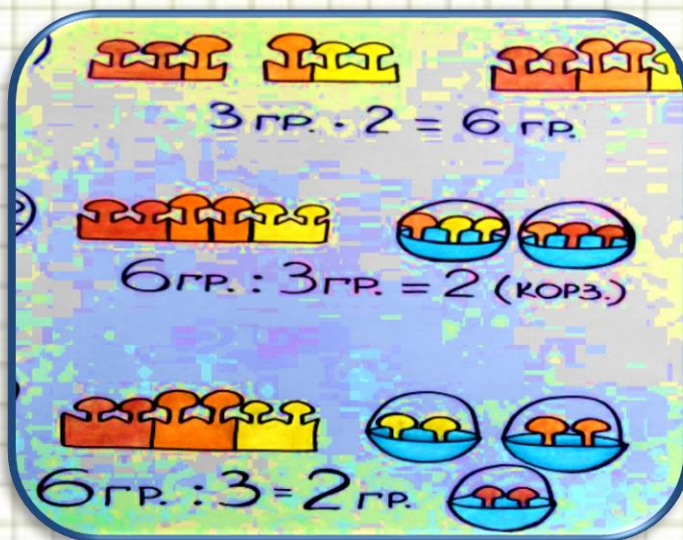 3 гр. · 2 = 6 гр.
6 гр. : 3 гр. = 2 (корз.)
6 гр. : 3 = 2 гр.